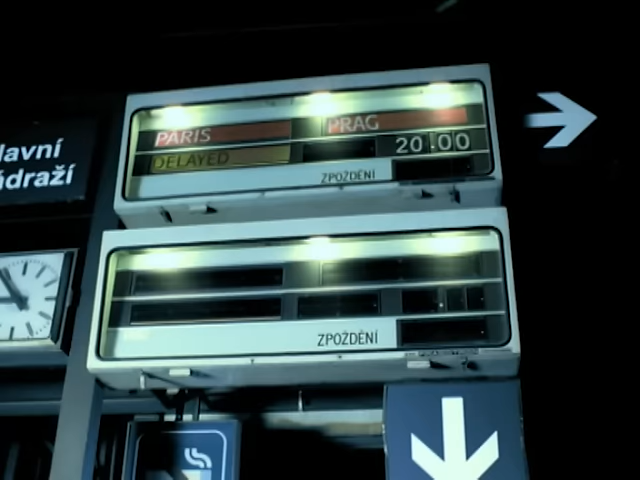 lavní
ádraží
PARIS PRAG
DELAYED 20:00
ZPOŽDĚNÍ
ZPOŽDĚNÍ